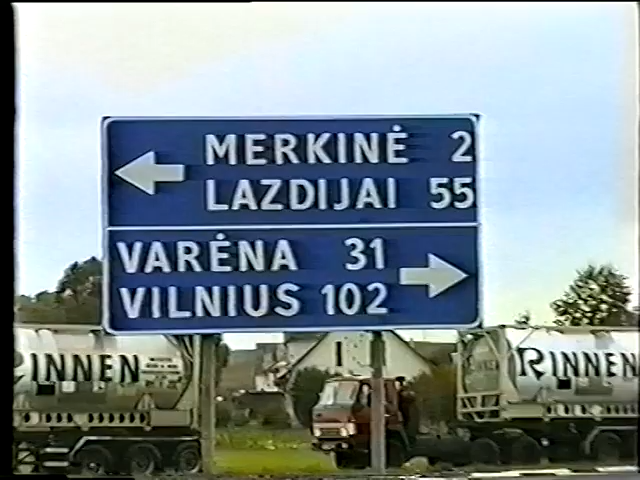 MERKINĖ 2
LAZDIJAI 55
VARĖNA 31
VILNIUS 102
RINNEN
RINNEN